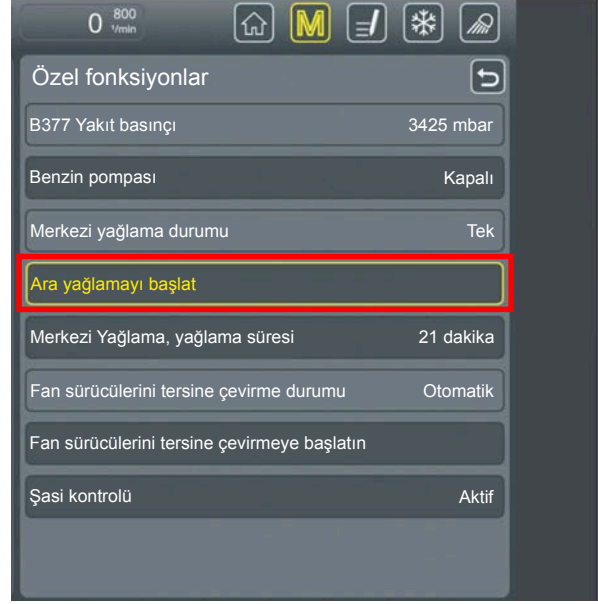 0 800 1/min M
Özel fonksiyonlar
B377 Yakıt basınçı 3425 mbar
Benzin pompası Kapalı
Merkezi yağlama durumu Tek
Ara yağlamayı başlat
Merkezi Yağlama, yağlama süresi 21 dakika
Fan sürücülerini tersine çevirme durumu Otomatik
Fan sürücülerini tersine çevirmeye başlatın
Şasi kontrolü Aktif